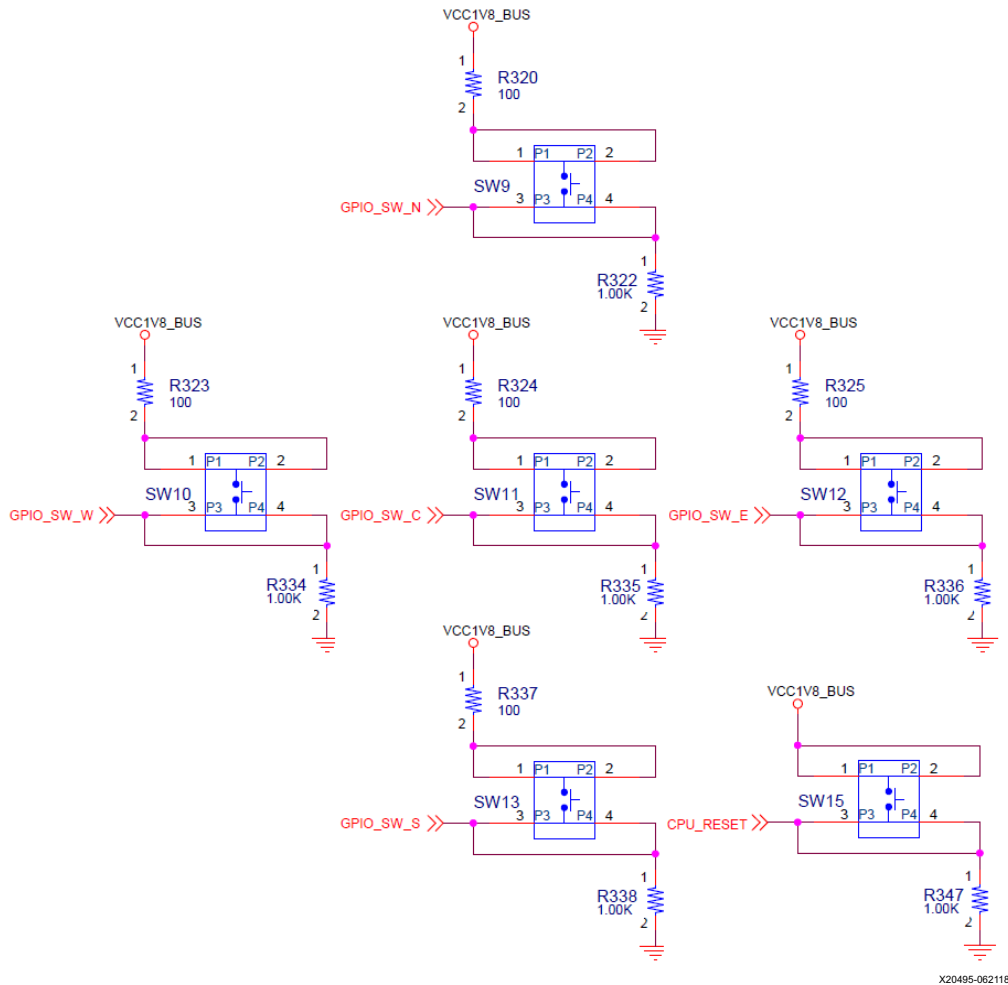 VCC1V8_BUS
1
R320
100
2
1 P1 P2 2
SW9
GPIO_SW_N 3 P3 P4 4
1
R322
1.00K
2
VCC1V8_BUS VCC1V8_BUS VCC1V8_BUS
1 1 1
R323 R324 R325
100 100 100
2 2 2
1 P1 P2 2 1 P1 P2 2 1 P1 P2 2
SW10 SW11 SW12
GPIO_SW_W 3 P3 P4 4 GPIO_SW_C 3 P3 P4 4 GPIO_SW_E 3 P3 P4 4
1 1 1
R334 R335 R336
1.00K 1.00K 1.00K
2 2 2
VCC1V8_BUS
1
R337
100
2
VCC1V8_BUS
1 P1 P2 2 1 P1 P2 2
SW13 SW15
GPIO_SW_S 3 P3 P4 4 CPU_RESET 3 P3 P4 4
1 1
R338 R347
1.00K 1.00K
2 2
X20495-062118